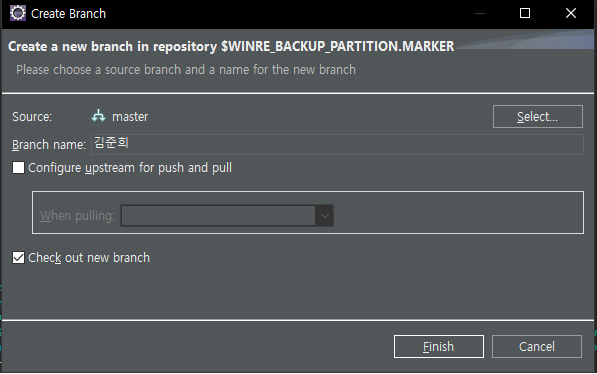 Create Branch
Create a new branch in repository $WINRE_BACKUP_PARTITION.MARKER
Please choose a source branch and a name for the new branch
Source: master Select...
Branch name: 김준희
Configure upstream for push and pull
When pulling:
Check out new branch
Finish Cancel